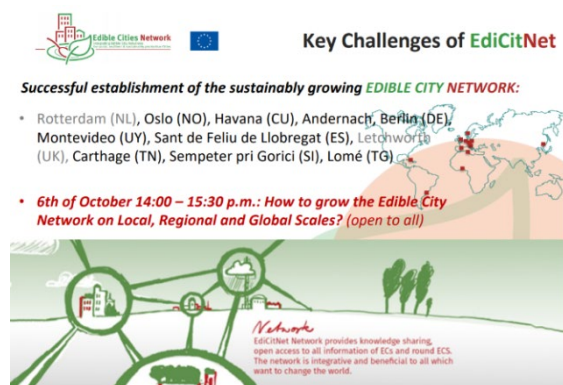 Edible Cities Network
Key Challenges of EdiCitNet
Successful establishment of the sustainably growing EDIBLE CITY NETWORK:
• Rotterdam (NL), Oslo (NO), Havana (CU), Andernach, Berlin (DE),
Montevideo (UY), Sant de Feliu de Llobregat (ES), Letchworth
(UK), Carthage (TN), Sempeter pri Gorici (SI), Lomé (TG)
• 6th of October 14:00 – 15:30 p.m.: How to grow the Edible City
Network on Local, Regional and Global Scales? (open to all)
Network
EdiCitNet Network provides knowledge sharing,
open access to all information of ECs and round ECS.
The network is integrative and beneficial to all which
want to change the world.